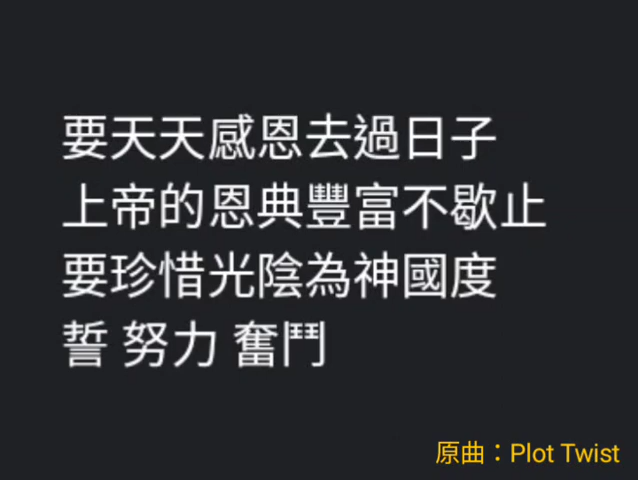 要天天感恩去過日子
上帝的恩典豐富不歇止
要珍惜光陰為神國度
誓 努力 奮鬥
原曲：Plot Twist